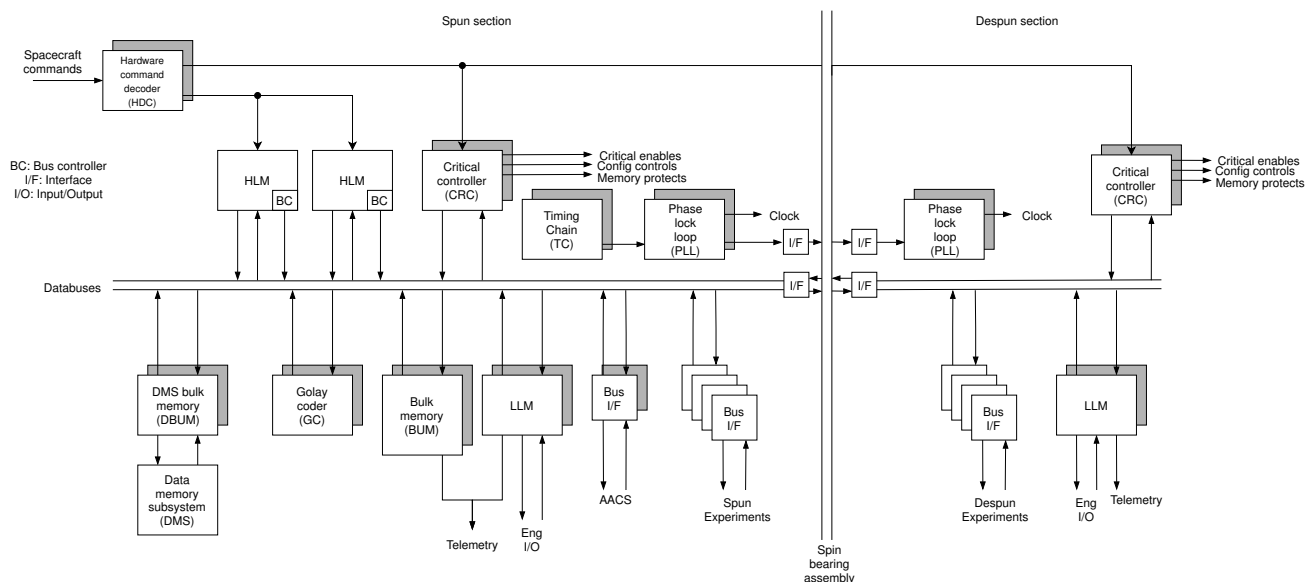 Spun section
Despun section
Spacecraft
commands
Hardware
command
decoder
(HDC)
BC: Bus controller
I/F: Interface
I/O: Input/Output
HLM
BC
HLM
BC
Critical
controller
(CRC)
Critical enables
Config controls
Memory protects
Critical
controller
(CRC)
Critical enables
Config controls
Memory protects
Timing
Chain
(TC)
Phase
lock
loop
(PLL)
Clock
I/F
I/F
Phase
lock
loop
(PLL)
Clock
Databuses
I/F
I/F
DMS bulk
memory
(DBUM)
Golay
coder
(GC)
Bulk
memory
(BUM)
LLM
Bus
I/F
Bus
I/F
Bus
I/F
LLM
Data
memory
subsystem
(DMS)
Telemetry
Eng
I/O
AACS
Spun
Experiments
Despun
Experiments
Eng
I/O
Telemetry
Spin
bearing
assembly